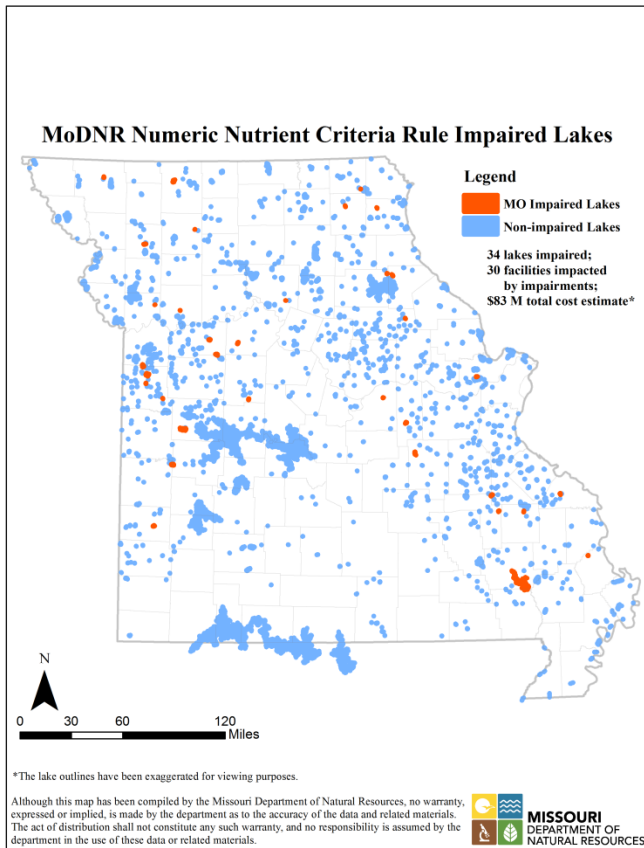 MoDNR Numeric Nutrient Criteria Rule Impaired Lakes
Legend
MO Impaired Lakes
Non-impaired Lakes
34 lakes impaired;
30 facilities impacted
by impairments;
$83 M total cost estimate*
N
0 30 60 120
Miles
*The lake outlines have been exaggerated for viewing purposes.
Although this map has been compiled by the Missouri Department of Natural Resources, no warranty,
expressed or implied, is made by the department as to the accuracy of the data and related materials.
The act of distribution shall not constitute any such warranty, and no responsibility is assumed by the
department in the use of these data or related materials.
MISSOURI
DEPARTMENT OF
NATURAL RESOURCES